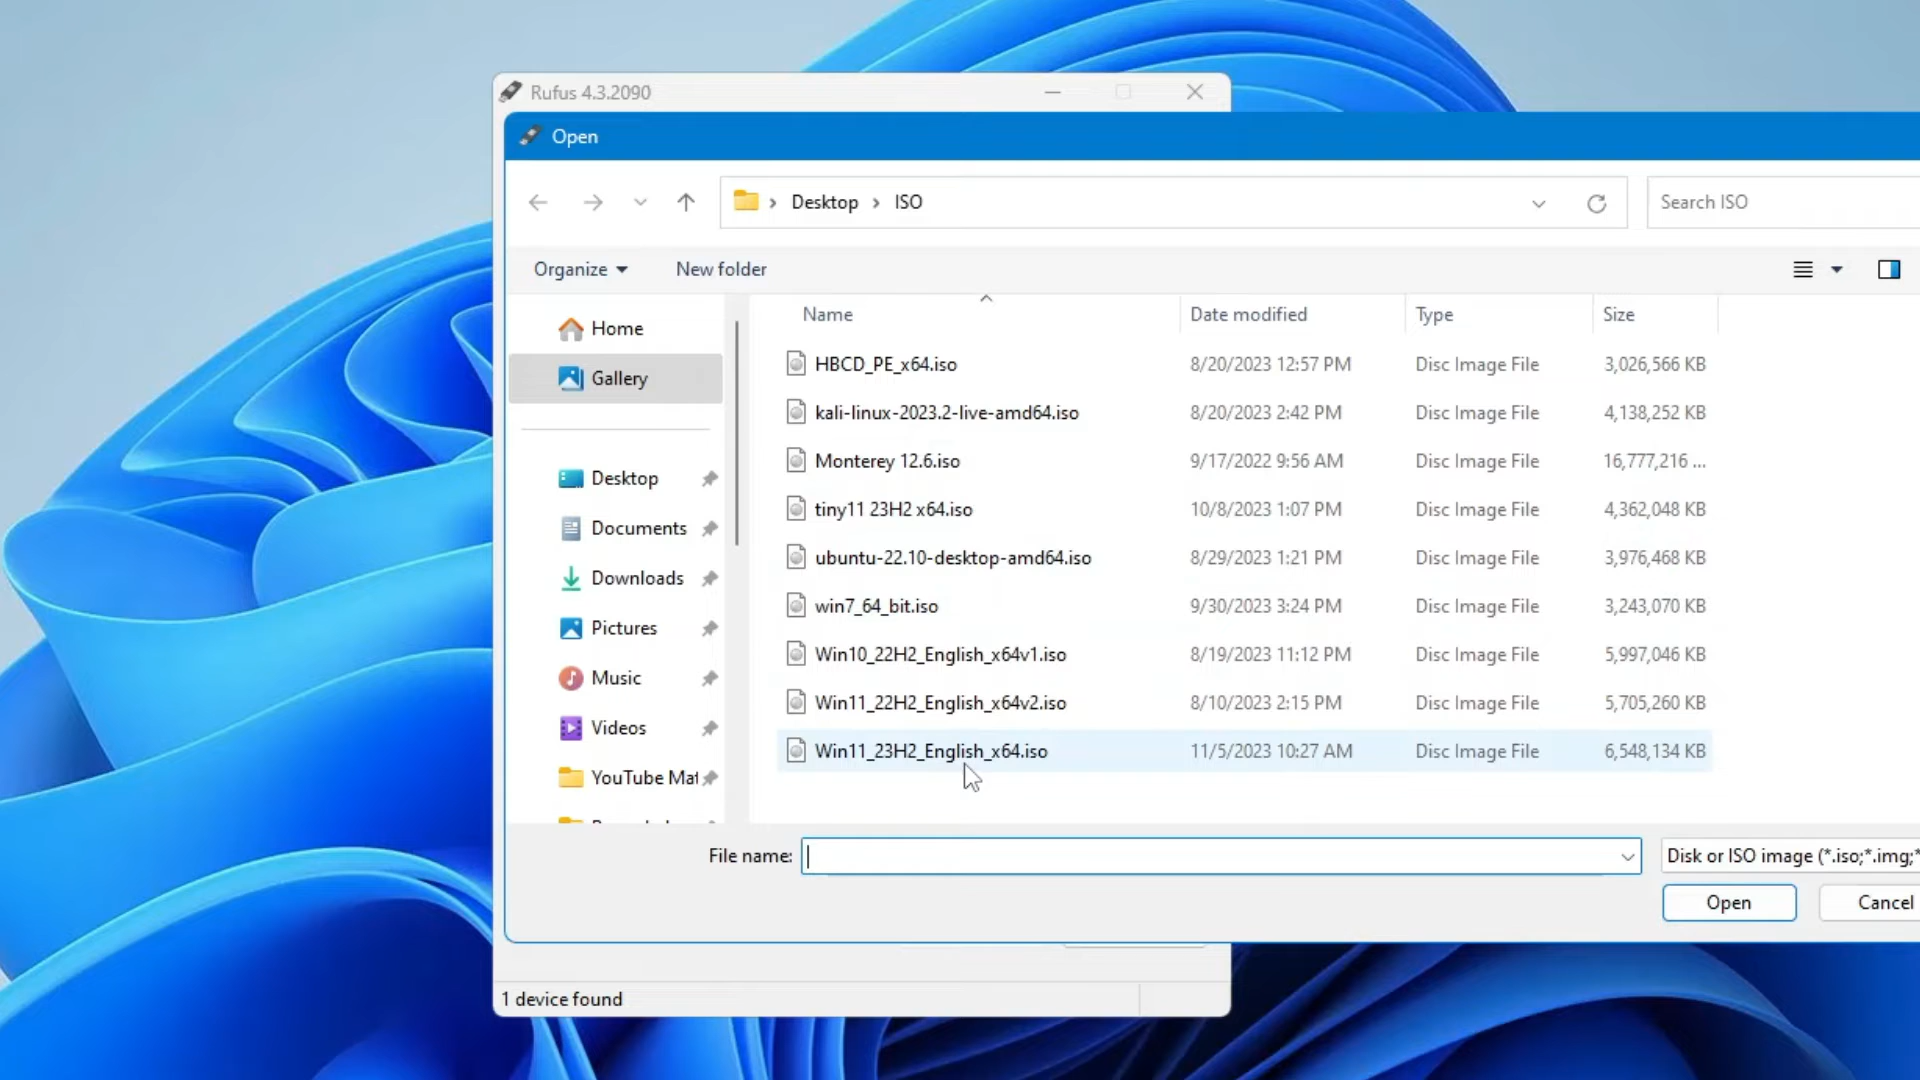 Rufus 4.3.2090
Open
Desktop > ISO
Search ISO
Organize
New folder
Name Date modified Type Size
Home
Gallery
Desktop
Documents
Downloads
Pictures
Music
Videos
YouTube Mat
HBCD_PE_x64.iso 8/20/2023 12:57 PM Disc Image File 3,026,566 KB
kali-linux-2023.2-live-amd64.iso 8/20/2023 2:42 PM Disc Image File 4,138,252 KB
Monterey 12.6.iso 9/17/2022 9:56 AM Disc Image File 16,777,216 ...
tiny11 23H2 x64.iso 10/8/2023 1:07 PM Disc Image File 4,362,048 KB
ubuntu-22.10-desktop-amd64.iso 8/29/2023 1:21 PM Disc Image File 3,976,468 KB
win7_64_bit.iso 9/30/2023 3:24 PM Disc Image File 3,243,070 KB
Win10_22H2_English_x64v1.iso 8/19/2023 11:12 PM Disc Image File 5,997,046 KB
Win11_22H2_English_x64v2.iso 8/10/2023 2:15 PM Disc Image File 5,705,260 KB
Win11_23H2_English_x64.iso 11/5/2023 10:27 AM Disc Image File 6,548,134 KB
File name:
Disk or ISO image (*.iso;*.img;*
Open
Cancel
1 device found